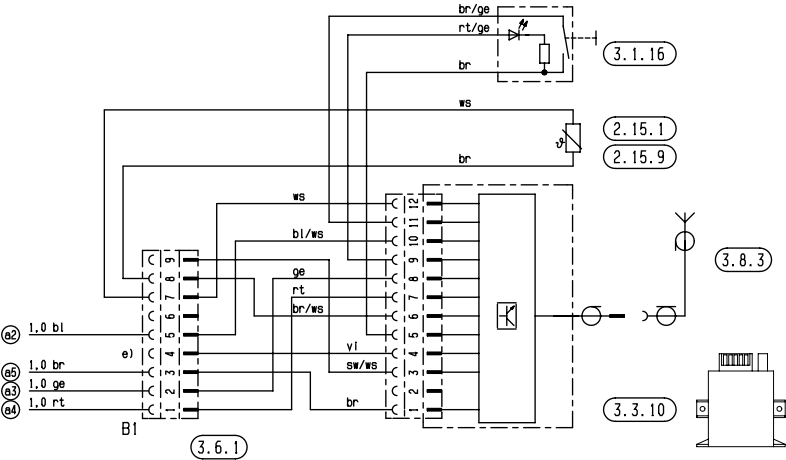 br/ge
rt/ge
br
3.1.16
ws
2.15.1
ϑ
br
2.15.9
ws
12
11
bl/ws
10
9
9
3.8.3
ge
8
8
rt
7
7
br/ws
6
6
a2 1,0 bl
5
5
e)
4
vi
4
a5 1,0 br
3
sw/ws
3
a3 1,0 ge
2
2
a4 1,0 rt
1
br
1
3.3.10
B1
3.6.1